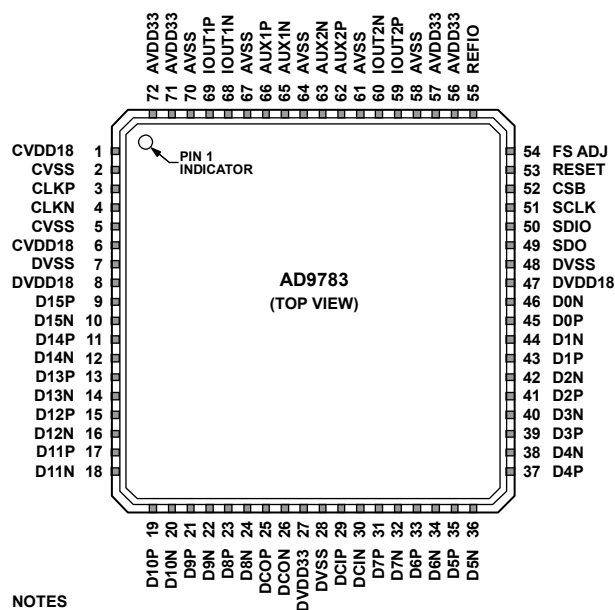 72 AVDD33
71 AVDD33
70 AVSS
69 IOUT1P
68 IOUT1N
67 AVSS
66 AUX1P
65 AUX1N
64 AVSS
63 AUX2N
62 AUX2P
61 AVSS
60 IOUT2N
59 IOUT2P
58 AVSS
57 AVDD33
56 AVDD33
55 REFIO
CVDD18 1
CVSS 2
CLKP 3
CLKN 4
CVSS 5
CVDD18 6
DVSS 7
DVDD18 8
D15P 9
D15N 10
D14P 11
D14N 12
D13P 13
D13N 14
D12P 15
D12N 16
D11P 17
D11N 18
PIN 1
INDICATOR
AD9783
(TOP VIEW)
54 FS ADJ
53 RESET
52 CSB
51 SCLK
50 SDIO
49 SDO
48 DVSS
47 DVDD18
46 D0N
45 D0P
44 D1N
43 D1P
42 D2N
41 D2P
40 D3N
39 D3P
38 D4N
37 D4P
D10P 19
D10N 20
D9P 21
D9N 22
D8P 23
D8N 24
DCOP 25
DCON 26
DVDD33 27
DVSS 28
DCIP 29
DCIN 30
D7P 31
D7N 32
D6P 33
D6N 34
D5P 35
D5N 36
NOTES